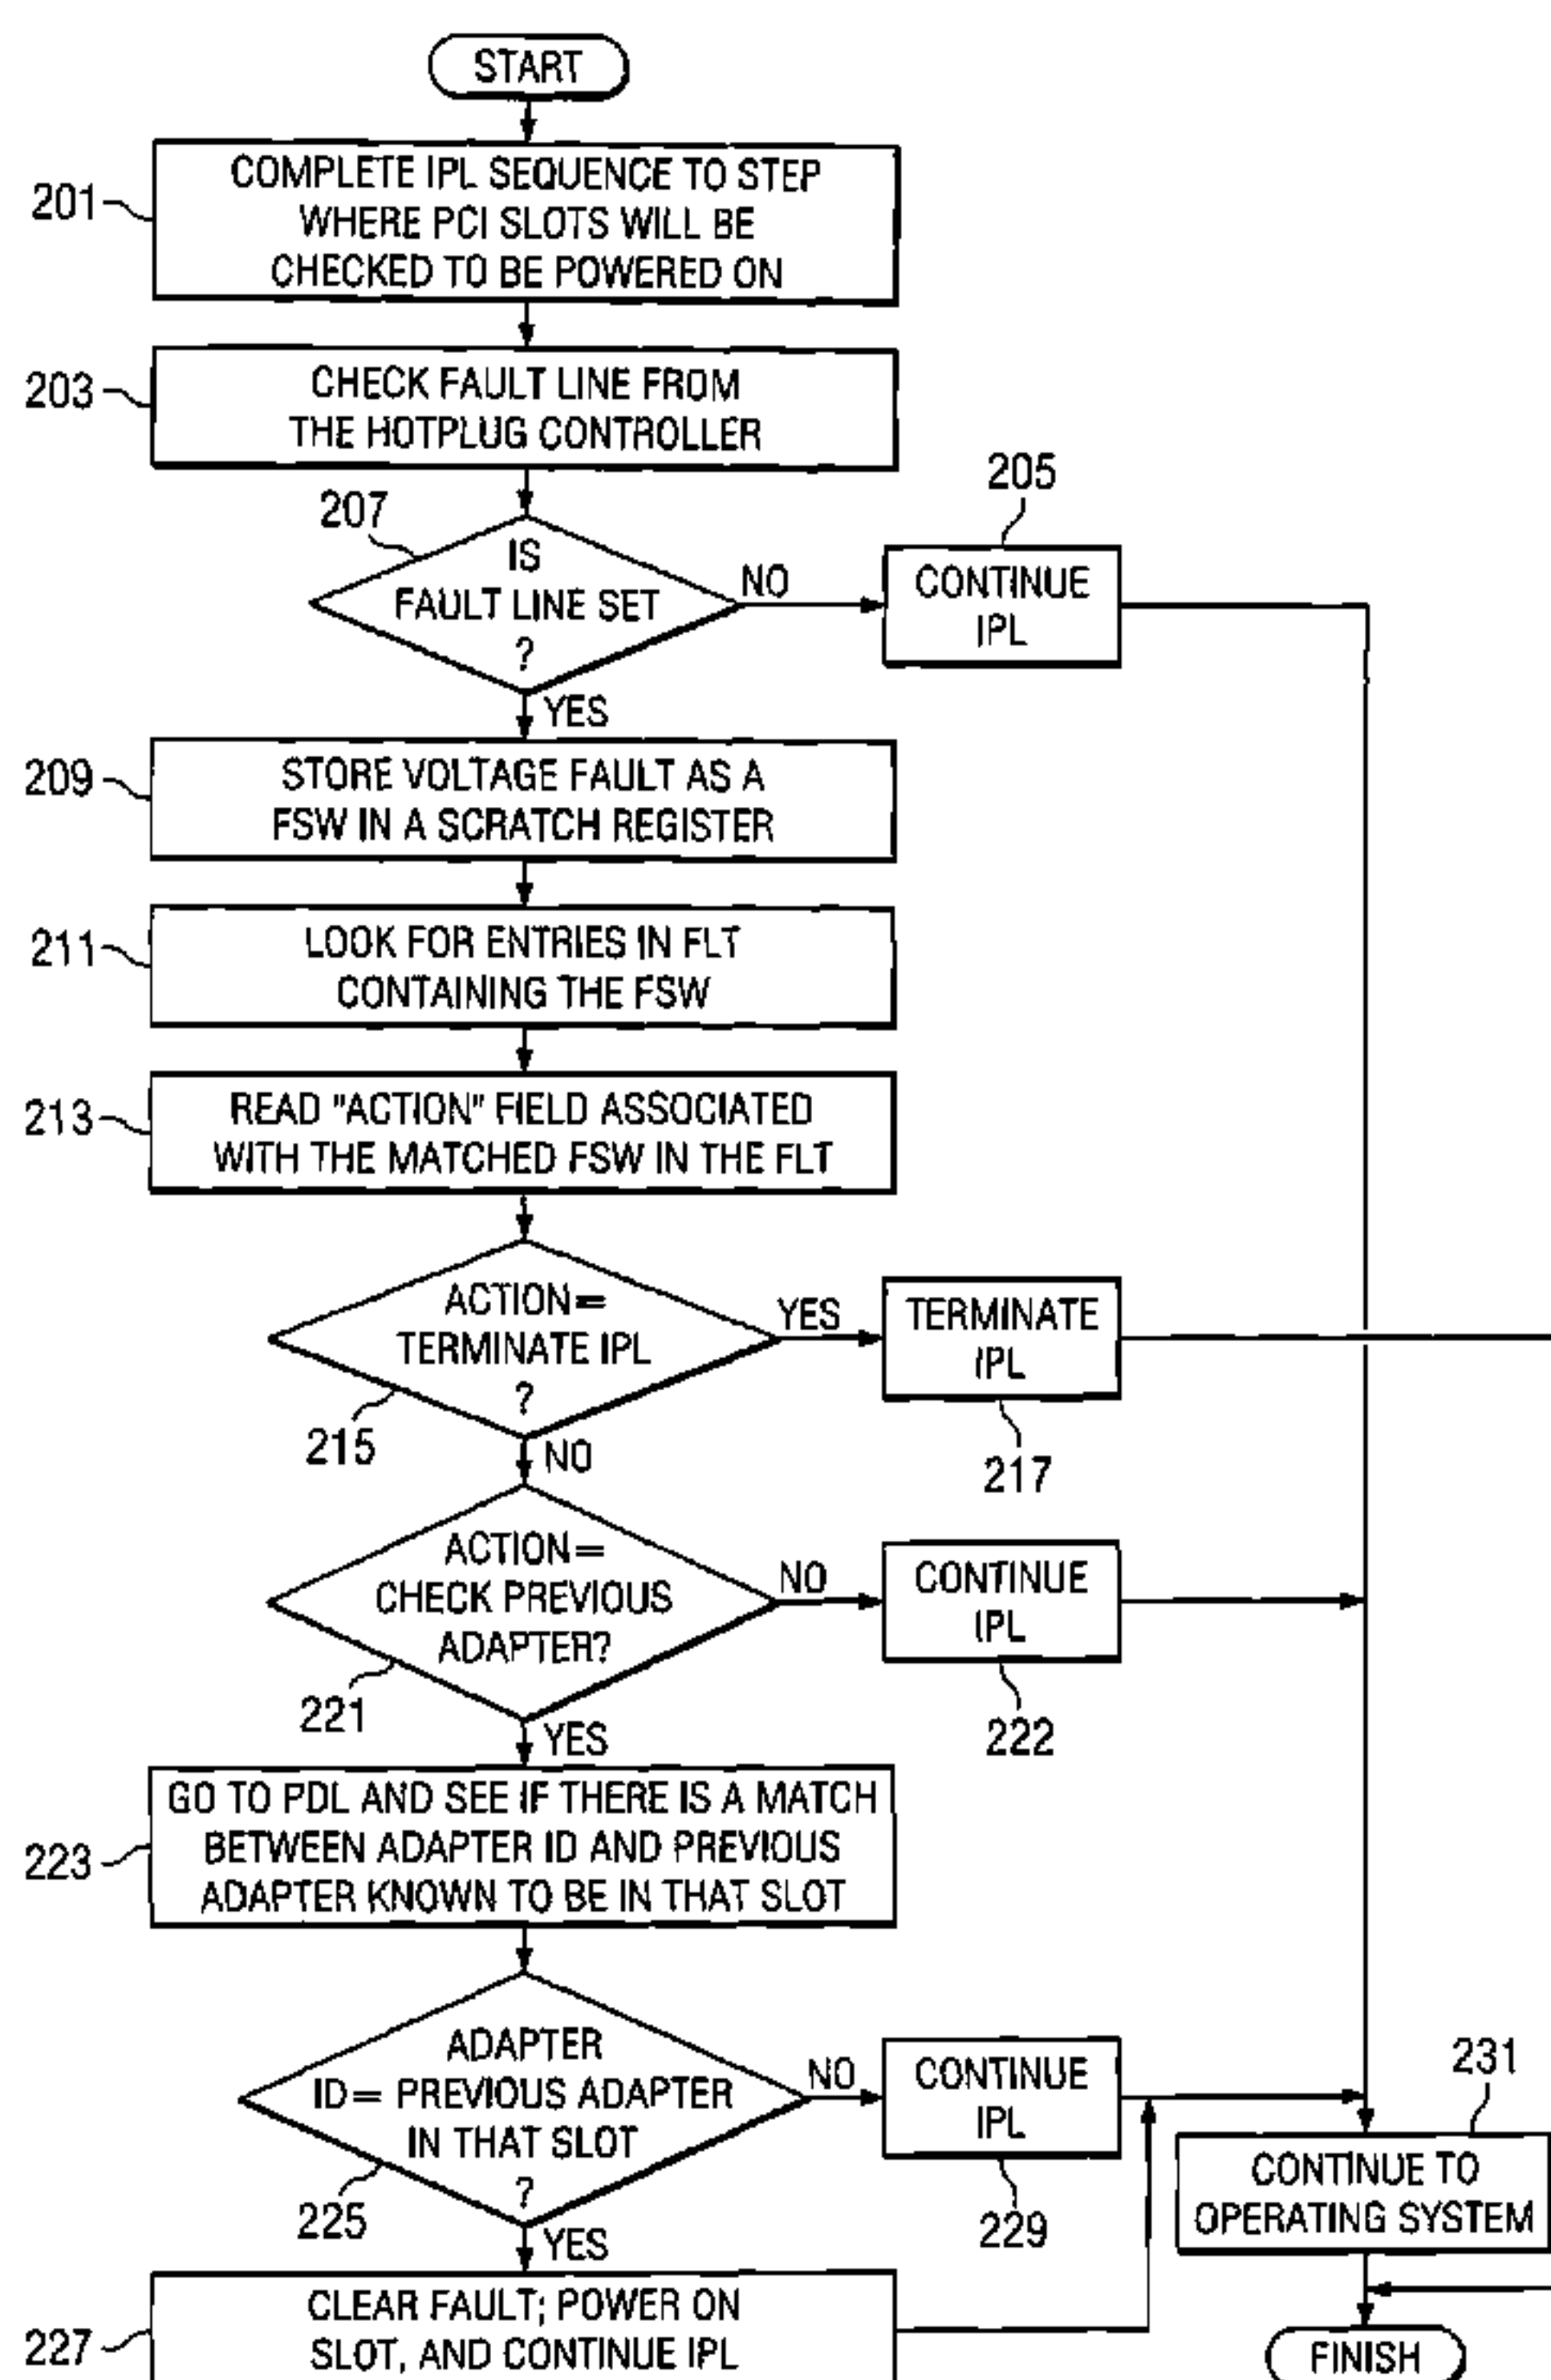 START
201
COMPLETE IPL SEQUENCE TO STEP
WHERE PCI SLOTS WILL BE
CHECKED TO BE POWERED ON
203
CHECK FAULT LINE FROM
THE HOTPLUG CONTROLLER
207
IS
FAULT LINE SET
?
NO
205
CONTINUE
IPL
YES
209
STORE VOLTAGE FAULT AS A
FSW IN A SCRATCH REGISTER
211
LOOK FOR ENTRIES IN FLT
CONTAINING THE FSW
213
READ "ACTION" FIELD ASSOCIATED
WITH THE MATCHED FSW IN THE FLT
ACTION=
TERMINATE IPL
?
215
YES
TERMINATE
IPL
217
NO
ACTION=
CHECK PREVIOUS
ADAPTER?
221
NO
CONTINUE
IPL
222
YES
223
GO TO PDL AND SEE IF THERE IS A MATCH
BETWEEN ADAPTER ID AND PREVIOUS
ADAPTER KNOWN TO BE IN THAT SLOT
ADAPTER
ID= PREVIOUS ADAPTER
IN THAT SLOT
?
225
NO
CONTINUE
IPL
229
231
CONTINUE TO
OPERATING SYSTEM
YES
227
CLEAR FAULT; POWER ON
SLOT, AND CONTINUE IPL
FINISH